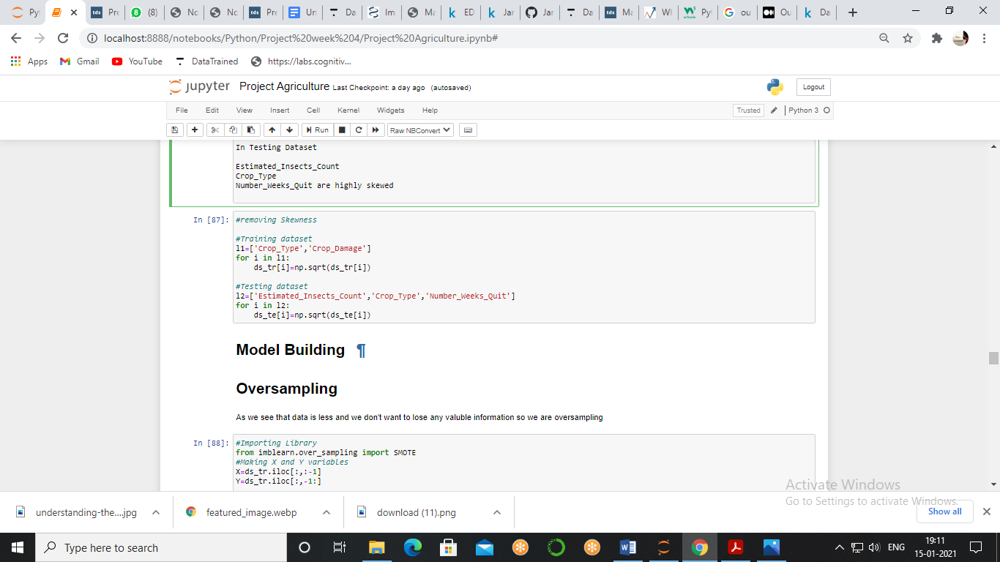 Py
Pre
(8)
Nc
Nc
Pre
Un
Da
Im
Ma
ED
Jar
Jar
Da
Ma
Wh
Pyt
ou
Ou
Da
localhost:8888/notebooks/Python/Project%20week%204/Project%20Agriculture.ipynb#
Apps Gmail YouTube DataTrained https://labs.cognitiv...
jupyter Project Agriculture Last Checkpoint: a day ago (autosaved)
Logout
File Edit View Insert Cell Kernel Widgets Help
Trusted Python 3
Run Raw NBConvert
In Testing Dataset
Estimated_Insects_Count
Crop_Type
Number_Weeks_Quit are highly skewed
In [87]: #removing Skewness
#Training dataset
l1=['Crop_Type','Crop_Damage']
for i in l1:
ds_tr[i]=np.sqrt(ds_tr[i])
#Testing dataset
l2=['Estimated_Insects_Count','Crop_Type','Number_Weeks_Quit']
for i in l2:
ds_te[i]=np.sqrt(ds_te[i])
Model Building ¶
Oversampling
As we see that data is less and we don't want to lose any valuble information so we are oversampling
In [88]: #Importing Library
from imblearn.over_sampling import SMOTE
#Making X and Y variables
X=ds_tr.iloc[:,:-1]
Y=ds_tr.iloc[:,-1:]
Activate Windows
Go to Settings to activate Windows.
understanding-the....jpg
featured_image.webp
download (11).png
Show all
Type here to search
ENG
19:11
15-01-2021